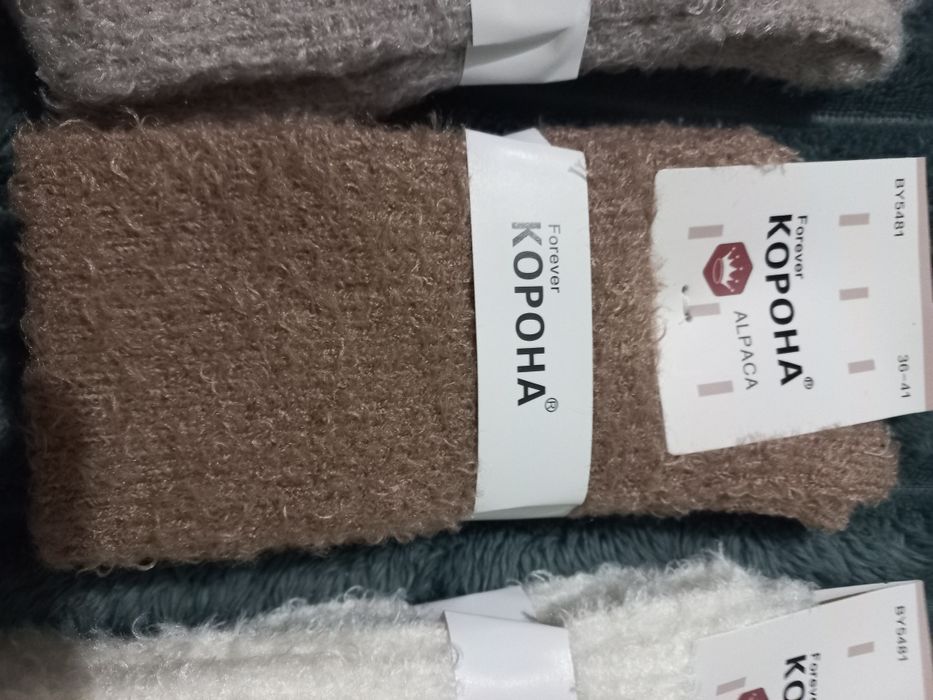 Forever
КОРОНА®
BY5481
36-41
Forever
КОРОНА®
ALPACA
BY5481
Forever
КО